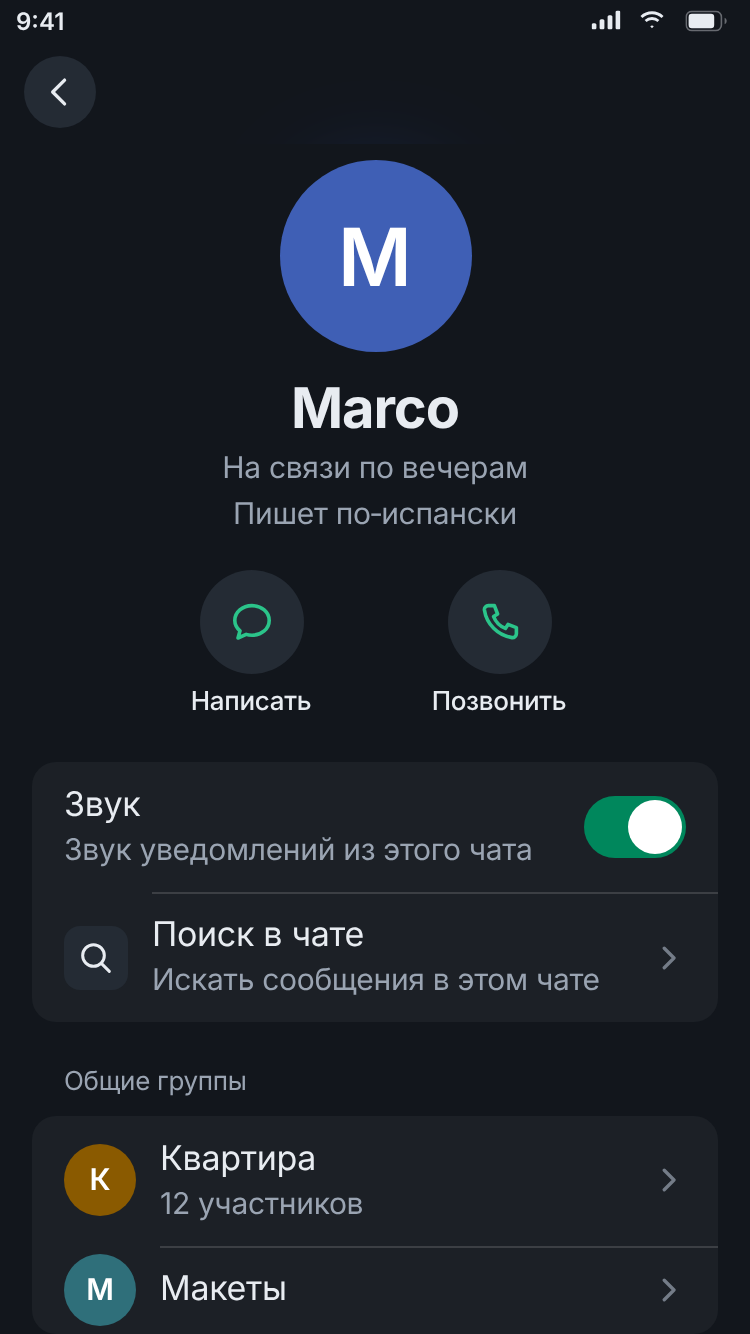 9:41
M
Marco
На связи по вечерам
Пишет по-испански
Написать
Позвонить
Звук
Звук уведомлений из этого чата
Поиск в чате
Искать сообщения в этом чате
Общие группы
К
Квартира
12 участников
М
Макеты